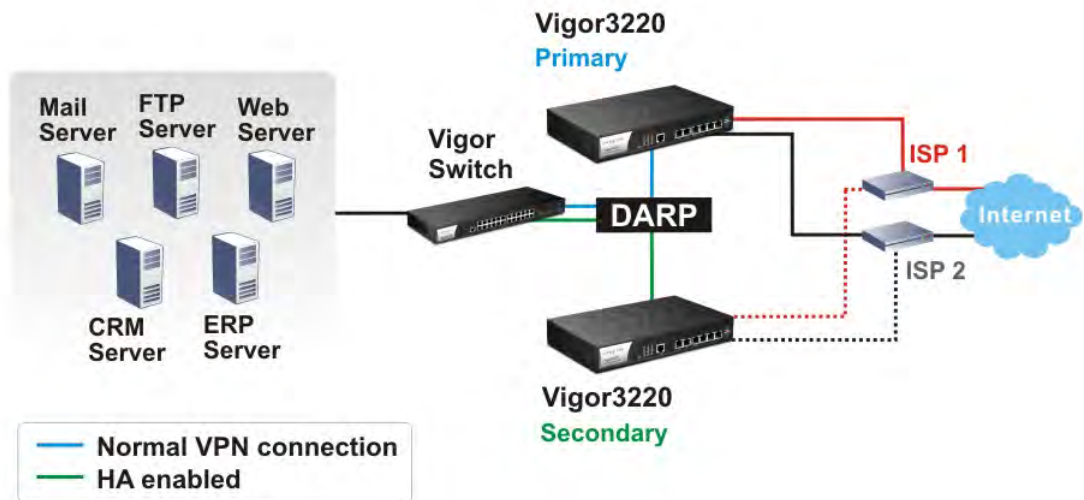 Vigor3220
Primary
Mail
Server
FTP
Server
Web
Server
Vigor
Switch
ISP 1
DARP
Internet
ISP 2
CRM
Server
ERP
Server
Vigor3220
Secondary
Normal VPN connection
HA enabled